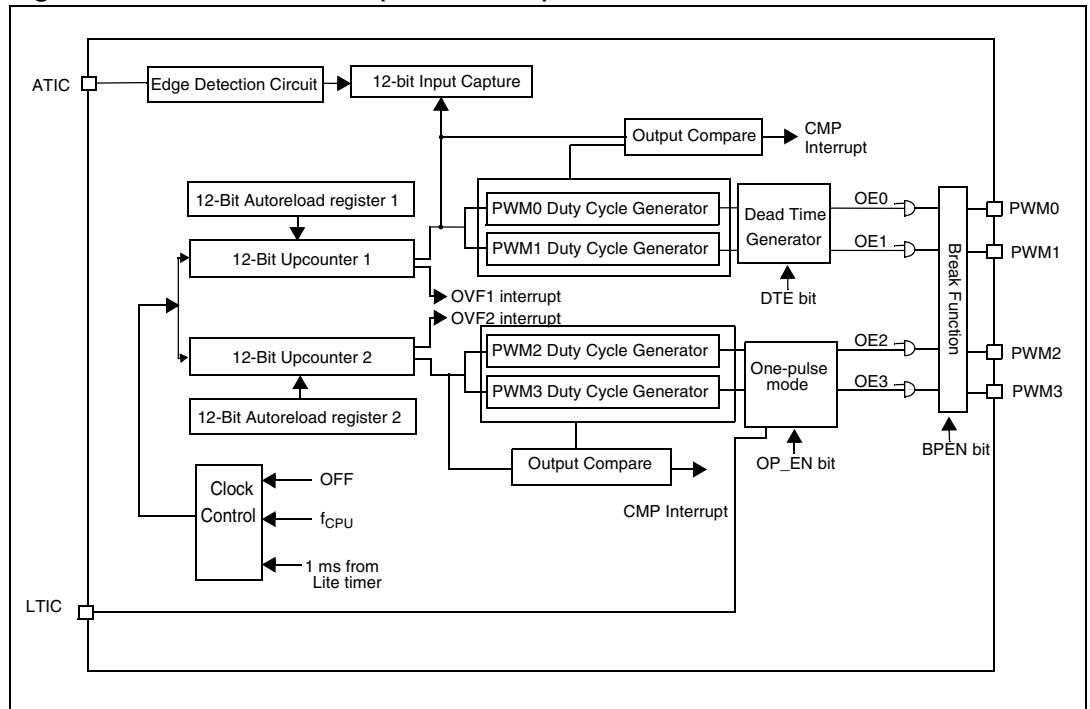 ATIC
Edge Detection Circuit
12-bit Input Capture
Output Compare
CMP
Interrupt
12-Bit Autoreload register 1
PWM0 Duty Cycle Generator
PWM1 Duty Cycle Generator
Dead Time
Generator
OE0
OE1
PWM0
PWM1
12-Bit Upcounter 1
OVF1 interrupt
OVF2 interrupt
DTE bit
Break Function
12-Bit Upcounter 2
PWM2 Duty Cycle Generator
PWM3 Duty Cycle Generator
One-pulse
mode
OE2
OE3
PWM2
PWM3
12-Bit Autoreload register 2
BPEN bit
OP_EN bit
Output Compare
CMP Interrupt
Clock
Control
OFF
fCPU
1 ms from
Lite timer
LTIC